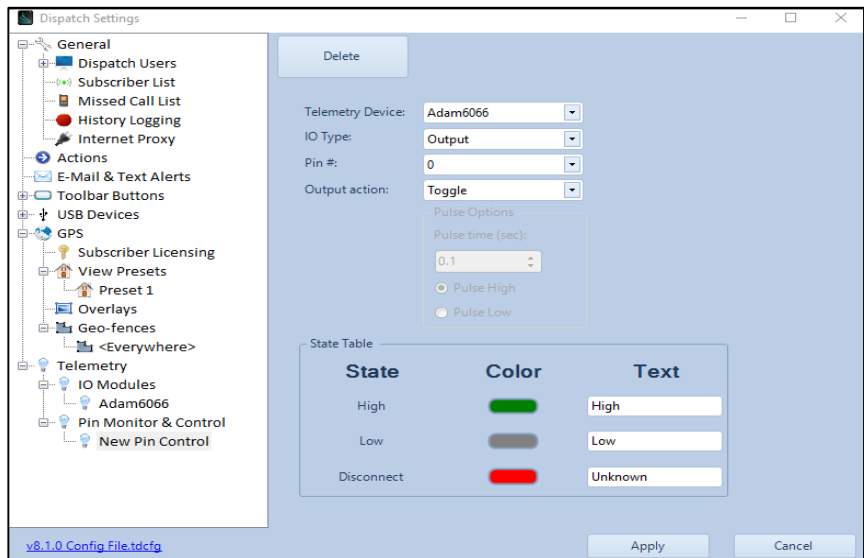 Dispatch Settings
General
Dispatch Users
Subscriber List
Missed Call List
History Logging
Internet Proxy
Actions
E-Mail & Text Alerts
Toolbar Buttons
USB Devices
GPS
Subscriber Licensing
View Presets
Preset 1
Overlays
Geo-fences
<Everywhere>
Telemetry
IO Modules
Adam6066
Pin Monitor & Control
New Pin Control
v8.1.0 Config File.tdcfg
Delete
Telemetry Device: Adam6066
IO Type: Output
Pin #: 0
Output action: Toggle
Pulse Options
Pulse time (sec):
0.1
Pulse High
Pulse Low
State Table
State Color Text
High High
Low Low
Disconnect Unknown
Apply Cancel